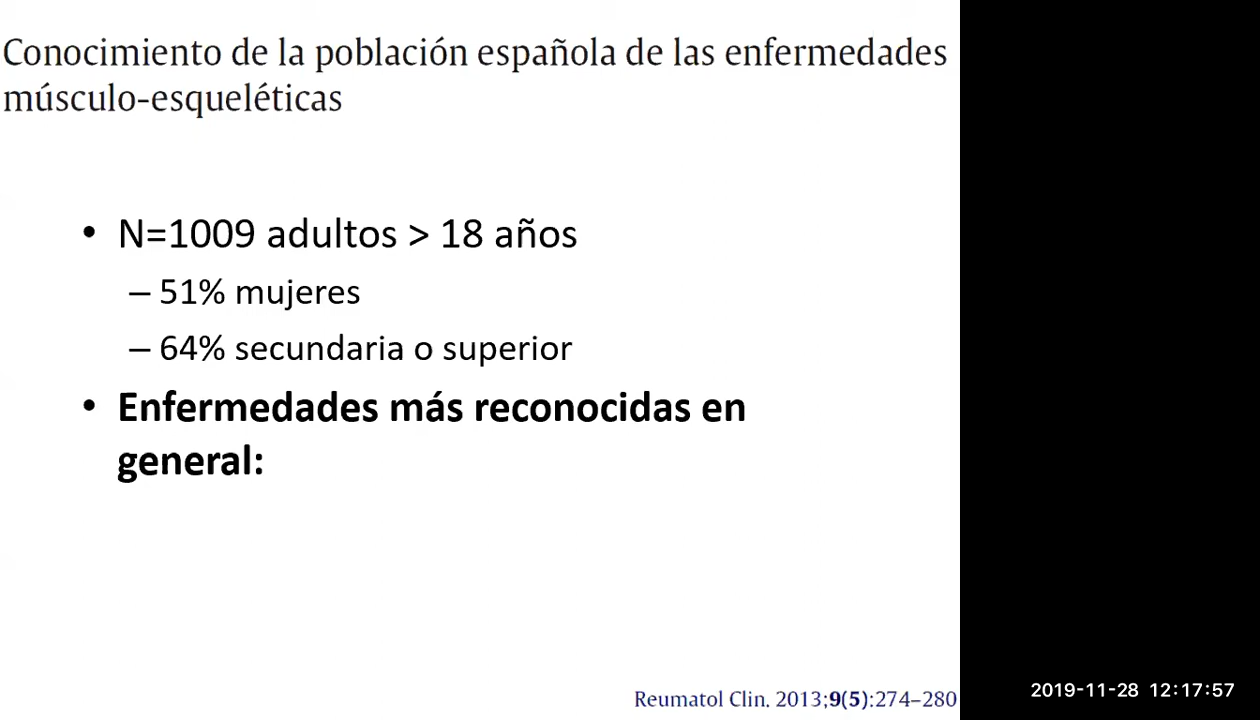 Conocimiento de la población española de las enfermedades
músculo-esqueléticas
• N=1009 adultos > 18 años
– 51% mujeres
– 64% secundaria o superior
• Enfermedades más reconocidas en
general:
Reumatol Clin. 2013;9(5):274–280
2019-11-28 12:17:57